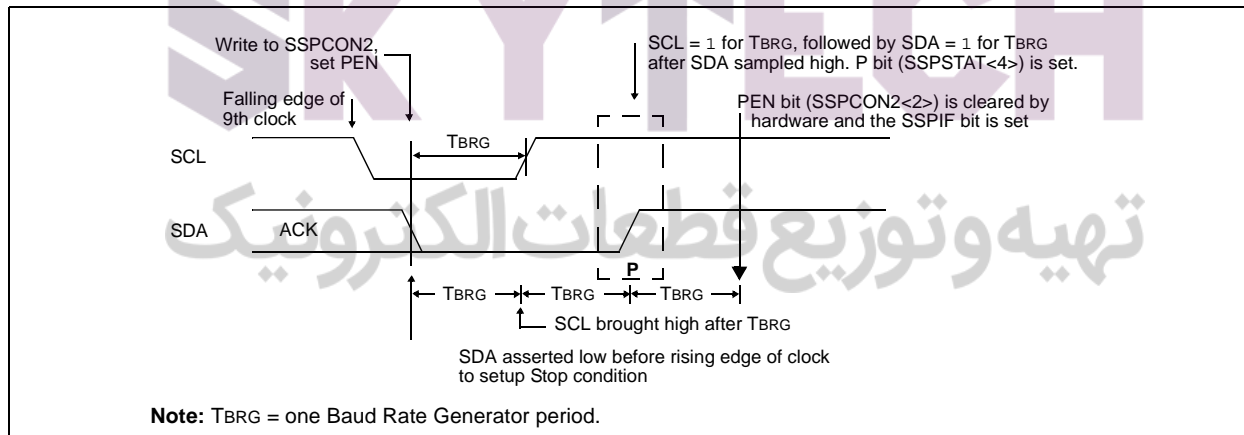 SKYTECH
Write to SSPCON2,
set PEN
SCL = 1 for TBRG, followed by SDA = 1 for TBRG
after SDA sampled high. P bit (SSPSTAT<4>) is set.
Falling edge of
9th clock
PEN bit (SSPCON2<2>) is cleared by
hardware and the SSPIF bit is set
TBRG
SCL
SDA
ACK
تهیه و توزیع قطعات الکترونیک
P
TBRG
TBRG
TBRG
SCL brought high after TBRG
SDA asserted low before rising edge of clock
to setup Stop condition
Note: TBRG = one Baud Rate Generator period.